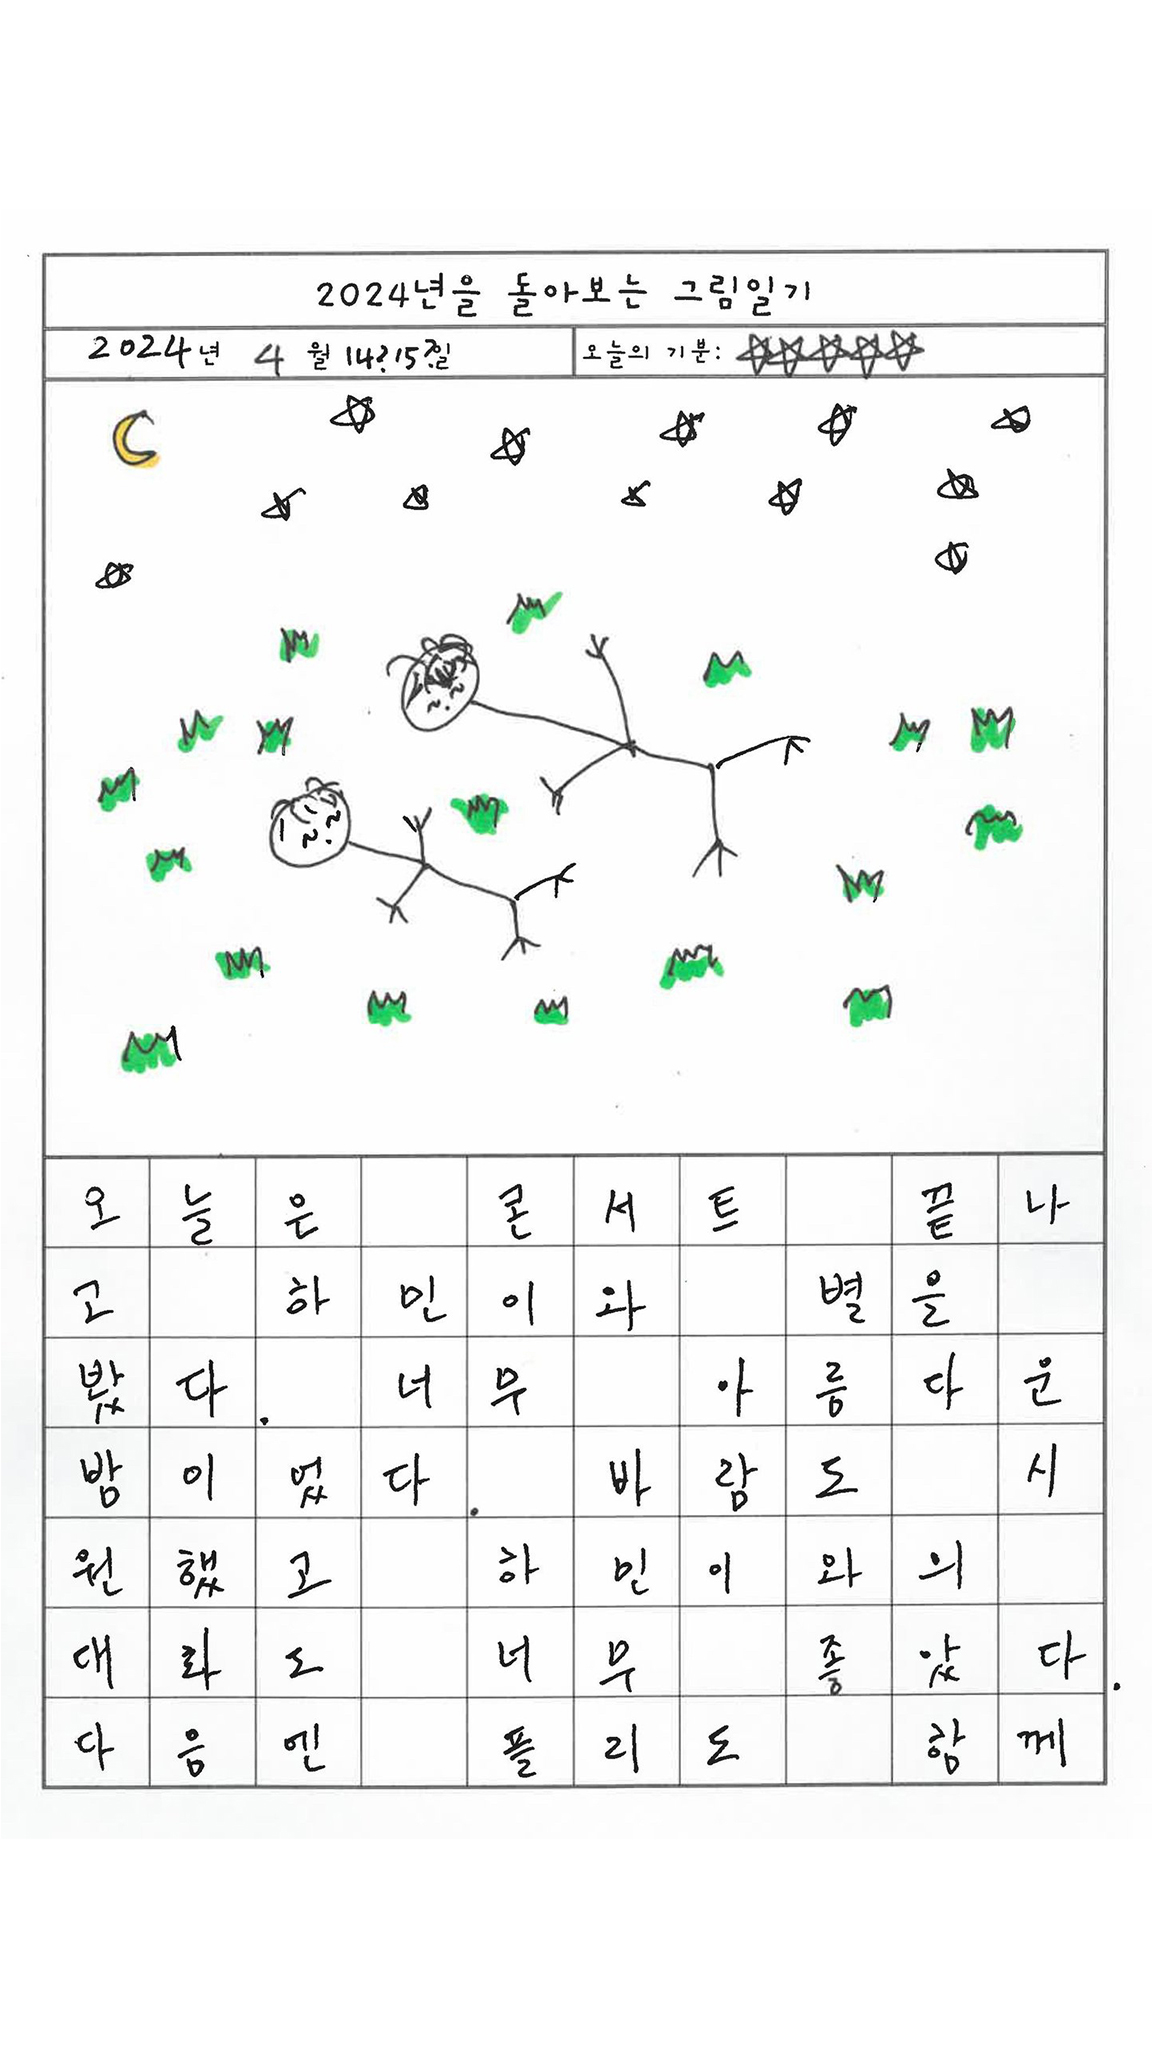 2024년을 돌아보는 그림일기
2024년 4월 14?15?일 오늘의 기분: ☆☆☆☆☆
오늘은 콘서트 끝나
고 하민이와 별을
봤다. 너무 아름다운
밤이었다. 바람도 시
원했고 하민이와의
대화도 너무 좋았다.
다음엔 플리도 함께